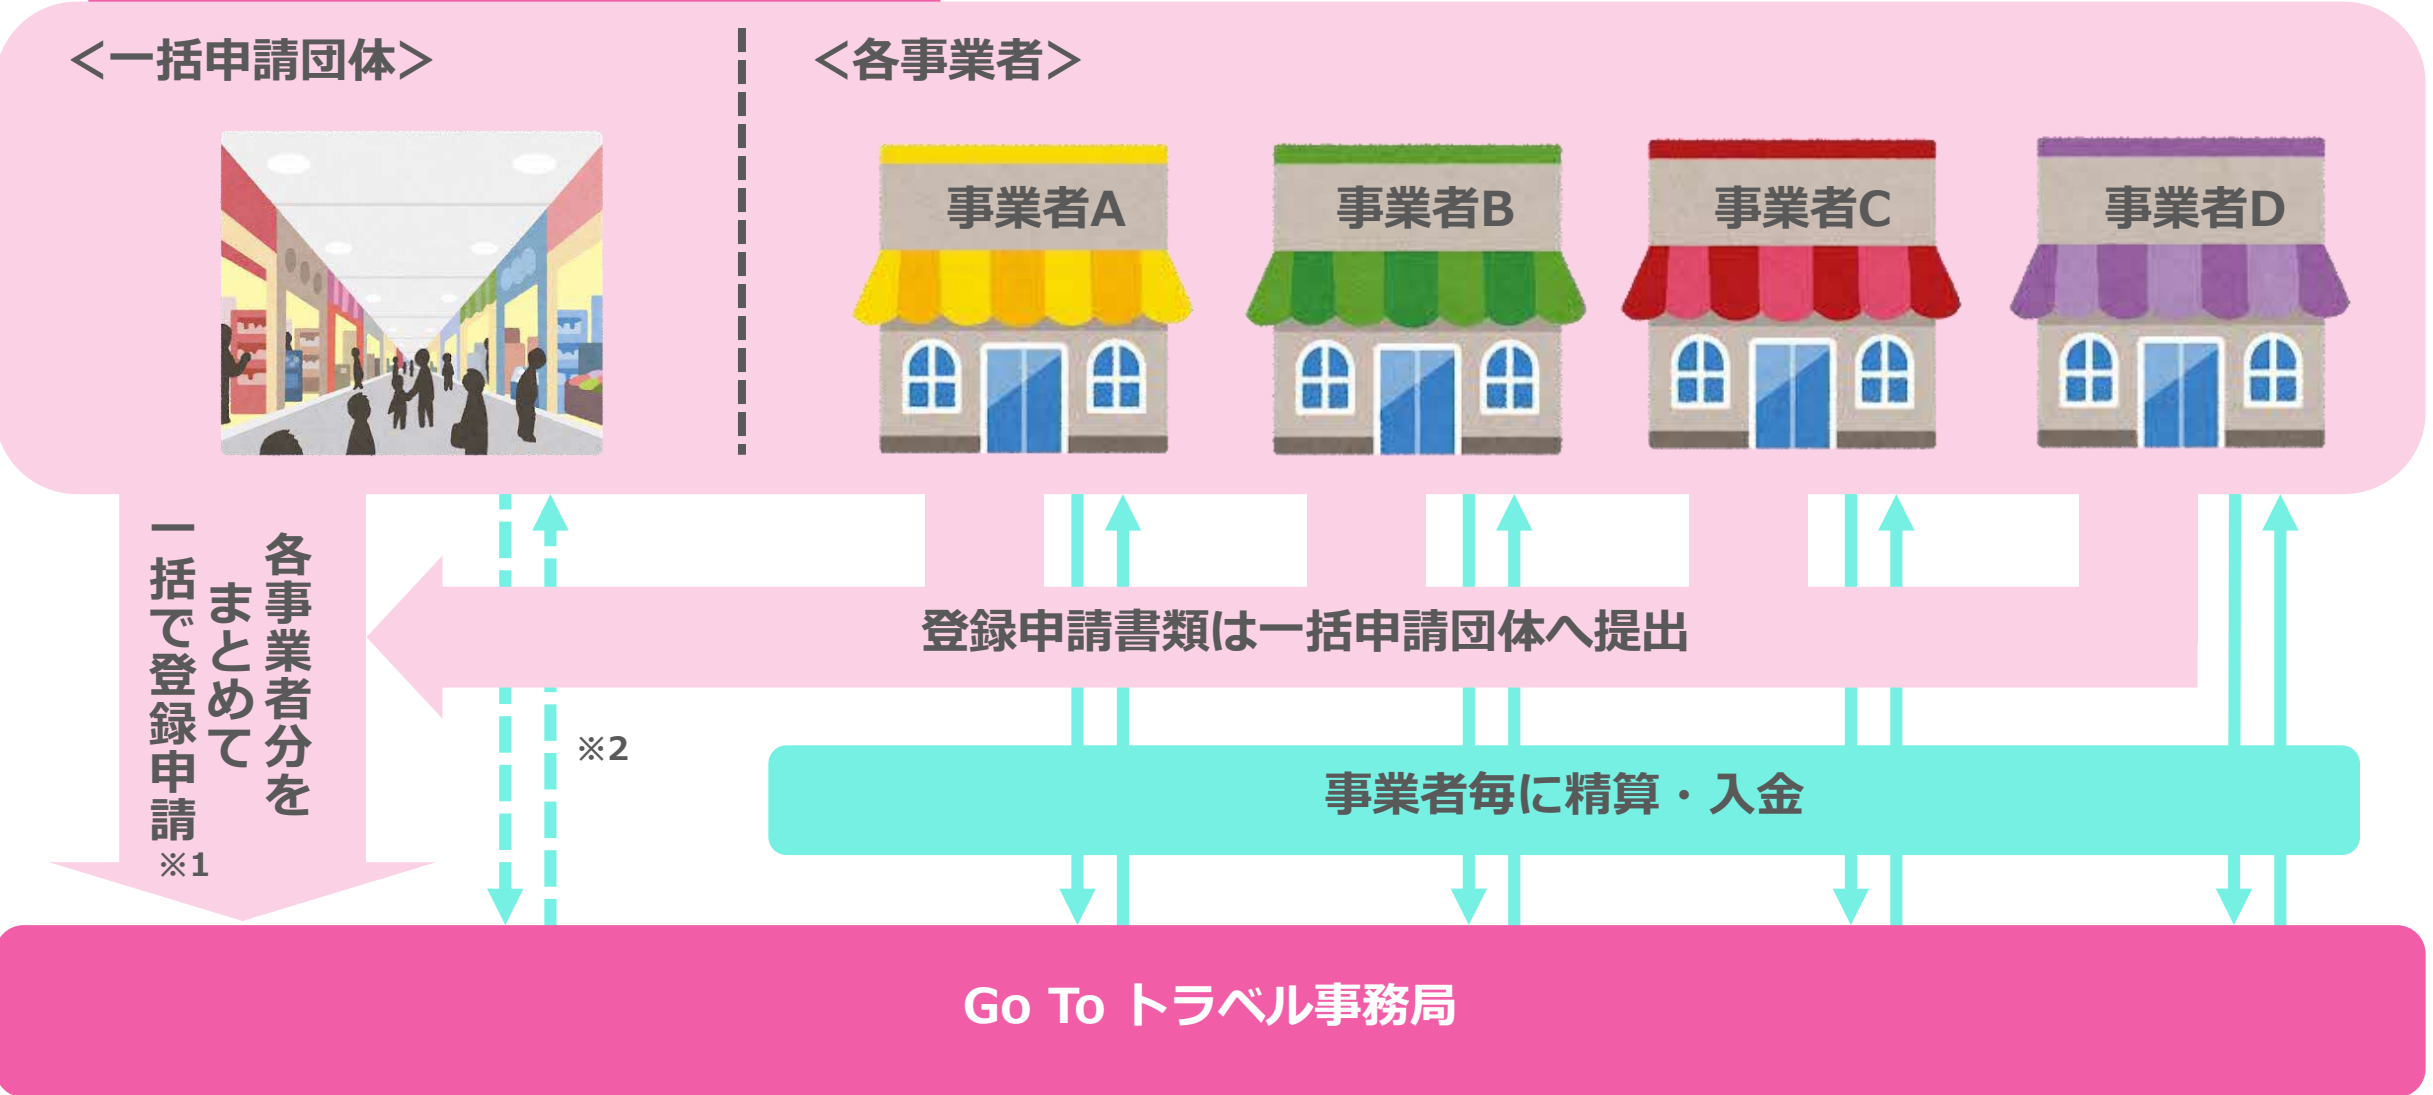 ＜一括申請団体＞
＜各事業者＞
事業者A
事業者B
事業者C
事業者D
各事業者分を
まとめて
一括で登録申請
※1
登録申請書類は一括申請団体へ提出
※2
事業者毎に精算・入金
Go To トラベル事務局